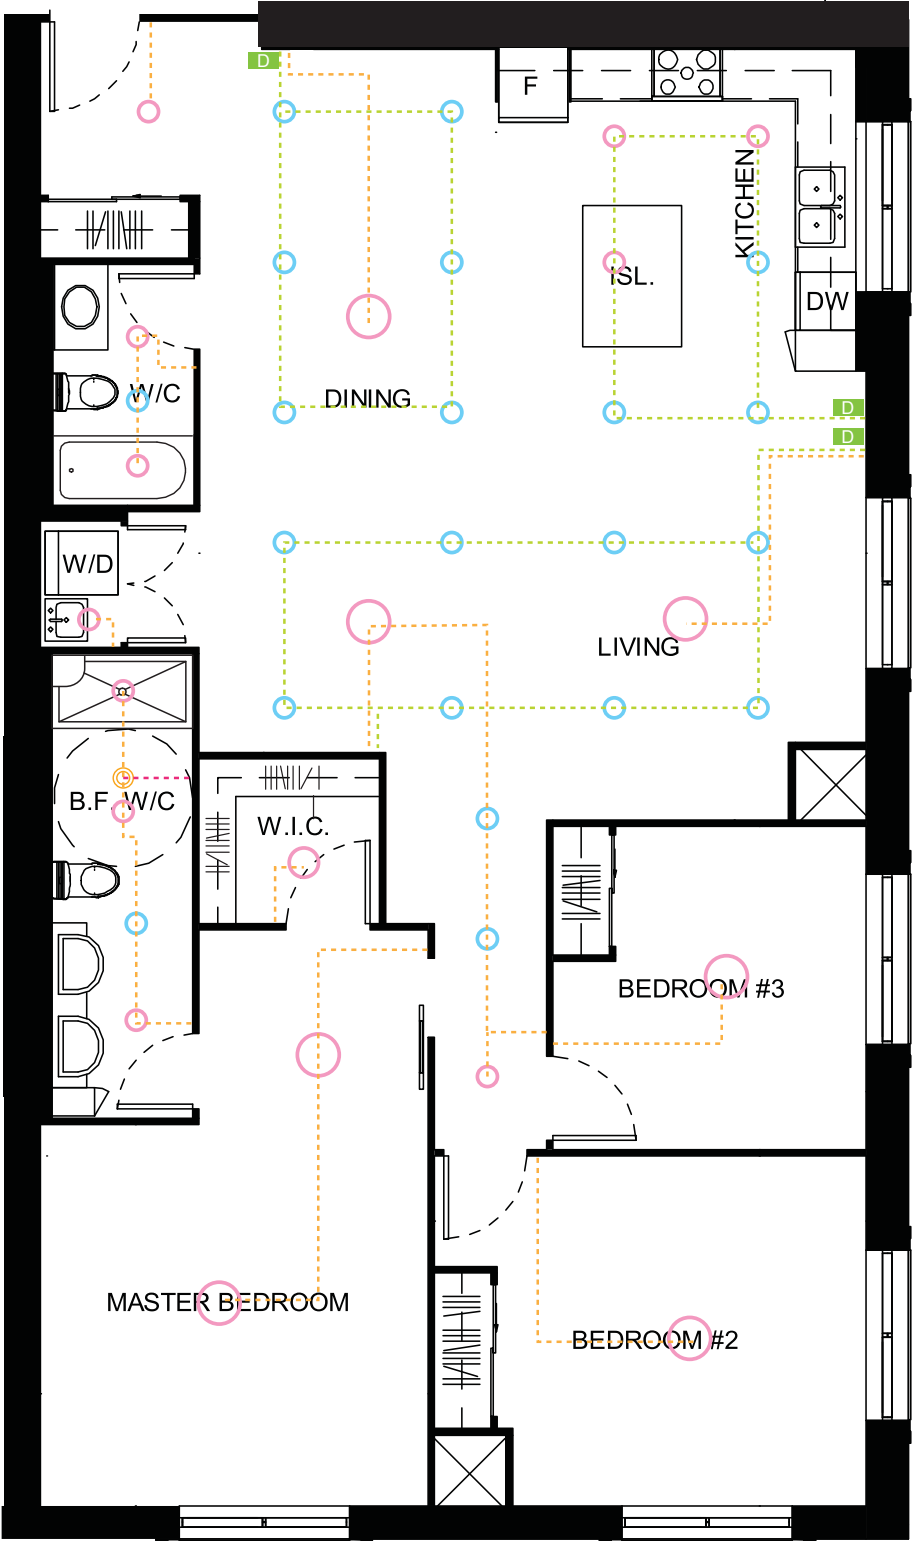 D
F
KITCHEN
ISL.
DW
W/C
DINING
D
D
W/D
LIVING
B.F. W/C
W.I.C.
BEDROOM #3
MASTER BEDROOM
BEDROOM #2